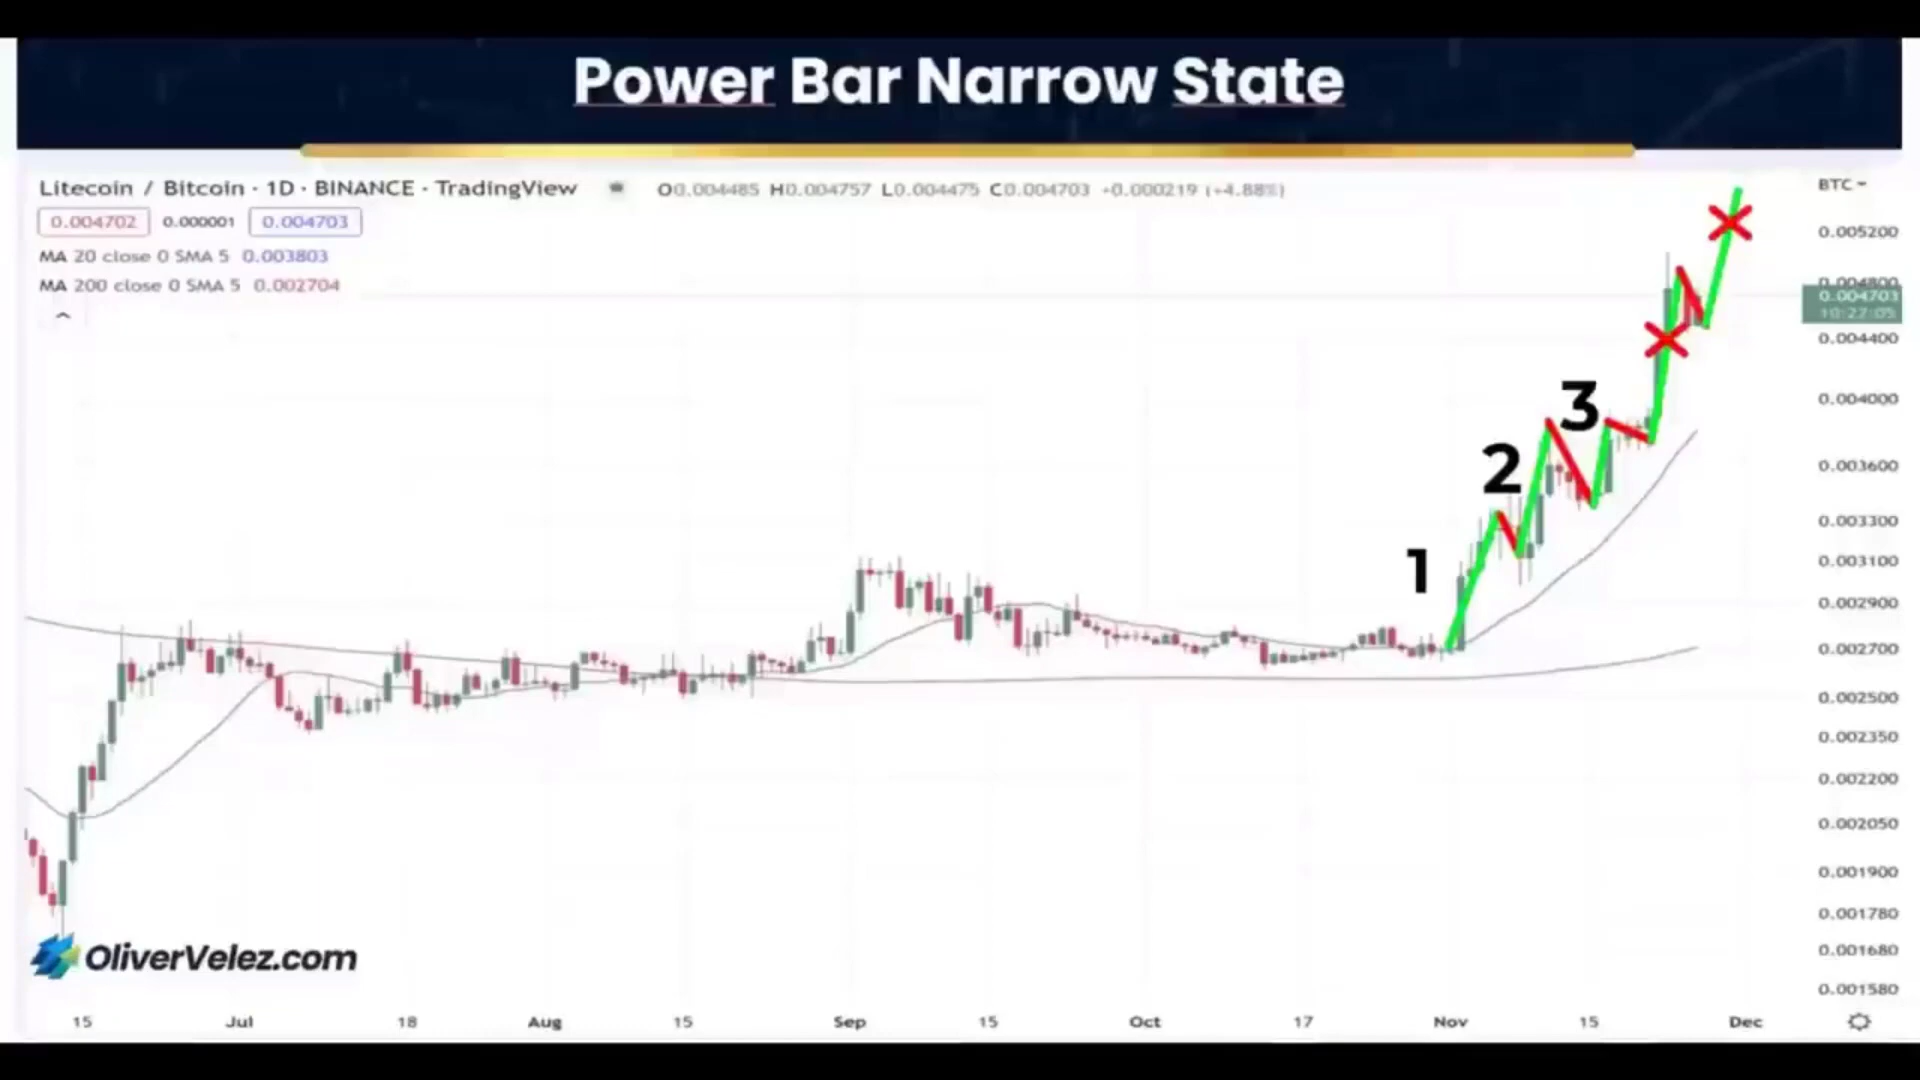 Power Bar Narrow State
Litecoin / Bitcoin · 1D · BINANCE · TradingView O0.004485 H0.004757 L0.004475 C0.004703 +0.000219 (+4.88%)
BTC
0.004702 0.000001 0.004703
MA 20 close 0 SMA 5 0.003803
MA 200 close 0 SMA 5 0.002704
0.005200
0.004800
0.004703
10:27:05
0.004400
0.004000
0.003600
0.003300
0.003100
0.002900
0.002700
0.002500
0.002350
0.002200
0.002050
0.001900
0.001780
0.001680
0.001580
3
2
1
OliverVelez.com
15 Jul 18 Aug 15 Sep 15 Oct 17 Nov 15 Dec